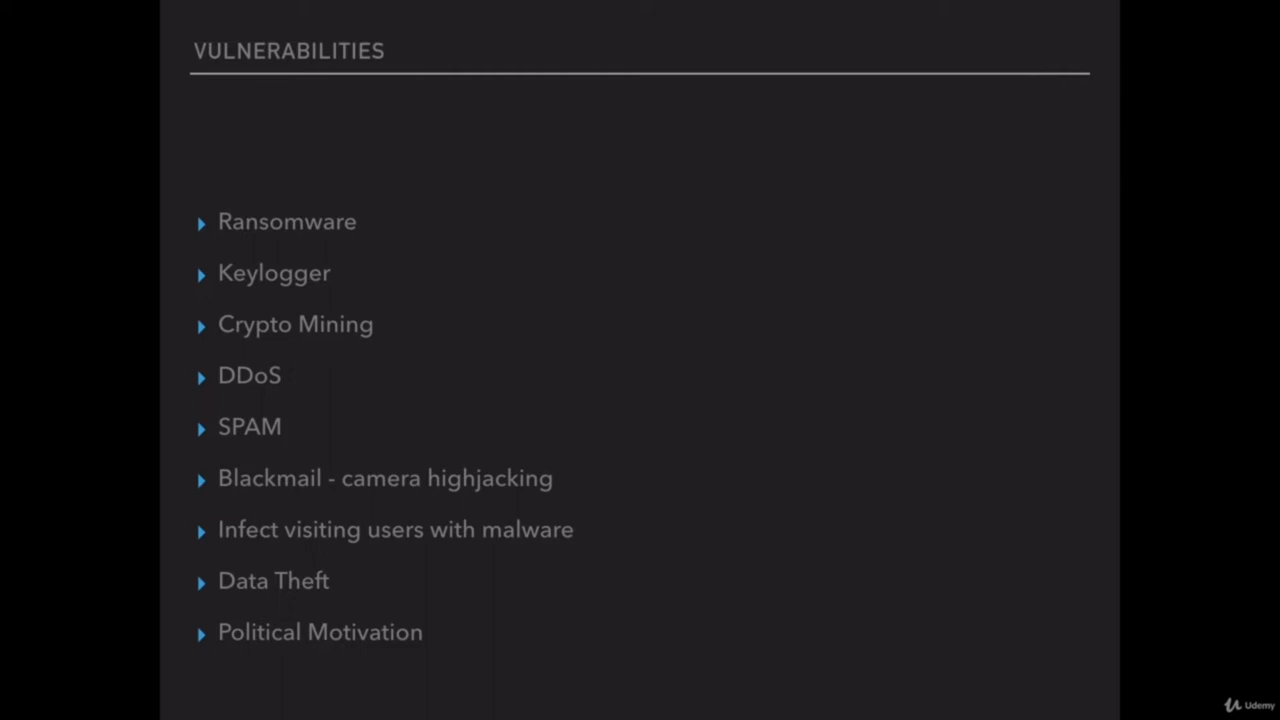 VULNERABILITIES
Ransomware
Keylogger
Crypto Mining
DDoS
SPAM
Blackmail - camera highjacking
Infect visiting users with malware
Data Theft
Political Motivation
Udemy